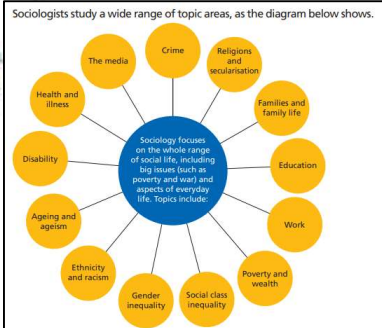 Sociologists study a wide range of topic areas, as the diagram below shows.
Crime
Religions
and
secularisation
Families and
family life
Education
Work
Poverty and
wealth
Social class
inequality
Gender
inequality
Ethnicity
and racism
Ageing and
ageism
Disability
Health and
illness
The media
Sociology focuses
on the whole range
of social life, including
big issues (such as
poverty and war) and
aspects of everyday
life. Topics include: